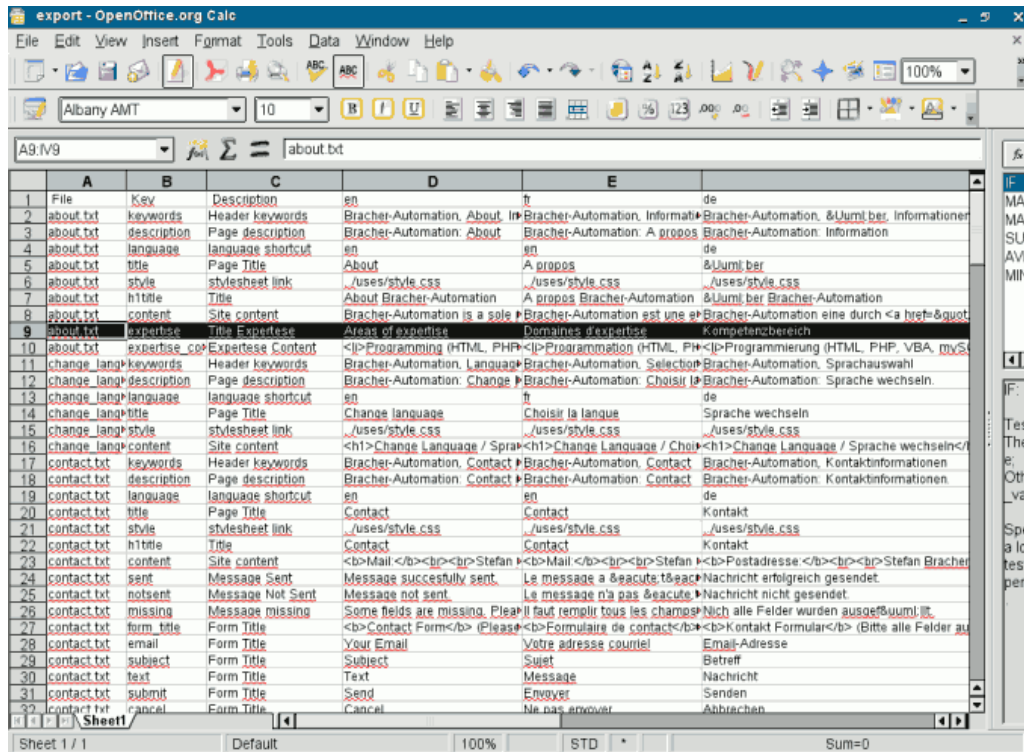 export - OpenOffice.org Calc
File Edit View Insert Format Tools Data Window Help
100%
Albany AMT 10
A9:IV9 about.txt
A B C D E
1 File Key Description en fr de
2 about.txt keywords Header keywords Bracher-Automation, About, Bracher-Automation, Bracher-Automation, &Uuml;ber,
3 about.txt description Page description Bracher-Automation: About Bracher-Automation: A propos Bracher-Automation: Information
4 about.txt language language shortcut en en de
5 about.txt title Page Title About A propos &Uuml;ber
6 about.txt style stylesheet link ../uses/style.css ../uses/style.css ../uses/style.css
7 about.txt h1title Title About Bracher-Automation A propos Bracher-Automation &Uuml;ber Bracher-Automation
8 about.txt content Site content Bracher-Automation is a sole Bracher-Automation est une Bracher-Automation eine durch <a href=&quot;
9 about.txt expertise Title Expertese Areas of expertise Domaines d'expertise Kompetenzbereich
10 about.txt expertise_co Expertese Content <li>Programming (HTML, PHP <li>Programmation (HTML, <li>Programmierung (HTML, PHP, VBA,
11 change_lang keywords Header keywords Bracher-Automation, Bracher-Automation, Selection Bracher-Automation, Sprachauswahl
12 change_lang description Page description Bracher-Automation: Change Bracher-Automation: Choisir Bracher-Automation: Sprache wechseln.
13 change_lang language language shortcut en fr de
14 change_lang title Page Title Change language Choisir la langue Sprache wechseln
15 change_lang style stylesheet link ../uses/style.css ../uses/style.css ../uses/style.css
16 change_lang content Site content <h1>Change Language / <h1>Change Language / <h1>Change Language / Sprache wechseln</
17 contact.txt keywords Header keywords Bracher-Automation, Contact Bracher-Automation, Contact Bracher-Automation, Kontaktinformationen
18 contact.txt description Page description Bracher-Automation: Contact Bracher-Automation: Contact Bracher-Automation: Kontaktinformationen.
19 contact.txt language language shortcut en en de
20 contact.txt title Page Title Contact Contact Kontakt
21 contact.txt style stylesheet link ../uses/style.css ../uses/style.css ../uses/style.css
22 contact.txt h1title Title Contact Contact Kontakt
23 contact.txt content Site content <b>Mail:</b><br><br>Stefan <b>Mail:</b><br><br>Stefan <b>Postadresse:</b><br><br>Stefan Bracher
24 contact.txt sent Message Sent Message succesfully sent. Le message a &eacute;t&eac Nachricht erfolgreich gesendet.
25 contact.txt notsent Message Not Sent Message not sent. Le message n'a pas &eacute; Nachricht nicht gesendet.
26 contact.txt missing Message missing Some fields are missing. Il faut remplir tous les champs Nich alle Felder wurden ausgef&uuml;llt.
27 contact.txt form_title Form Title <b>Contact Form</b> <b>Formulaire de contact</b> <b>Kontakt Formular</b> (Bitte alle Felder
28 contact.txt email Form Title Your Email Votre adresse courriel Email-Adresse
29 contact.txt subject Form Title Subject Sujet Betreff
30 contact.txt text Form Title Text Message Nachricht
31 contact.txt submit Form Title Send Envoyer Senden
32 contact.txt cancel Form Title Cancel Ne pas envoyer Abbrechen
Sheet1
Sheet 1 / 1 Default 100% STD * Sum=0
IF
IF: